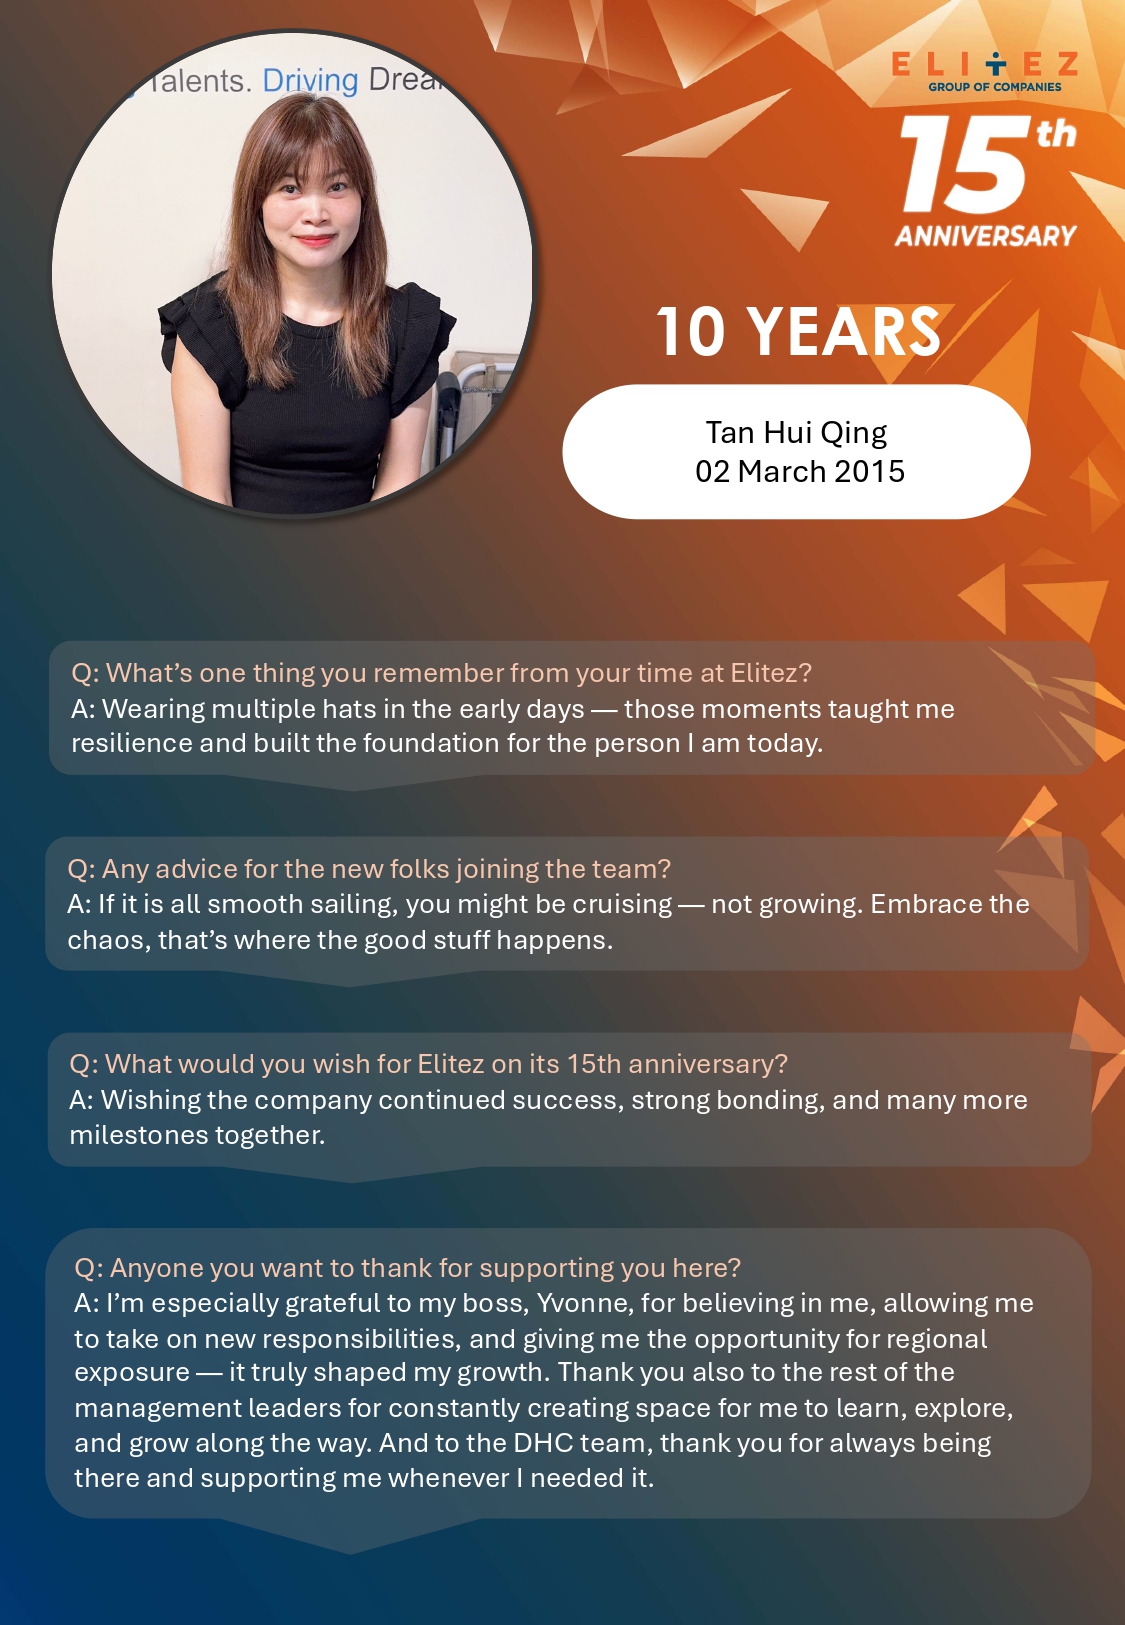 Talents. Driving
ELITEZ
GROUP OF COMPANIES
15th
ANNIVERSARY
10 YEARS
Tan Hui Qing
02 March 2015
Q: What’s one thing you remember from your time at Elitez?
A: Wearing multiple hats in the early days — those moments taught me
resilience and built the foundation for the person I am today.
Q: Any advice for the new folks joining the team?
A: If it is all smooth sailing, you might be cruising — not growing. Embrace the
chaos, that’s where the good stuff happens.
Q: What would you wish for Elitez on its 15th anniversary?
A: Wishing the company continued success, strong bonding, and many more
milestones together.
Q: Anyone you want to thank for supporting you here?
A: I’m especially grateful to my boss, Yvonne, for believing in me, allowing me
to take on new responsibilities, and giving me the opportunity for regional
exposure — it truly shaped my growth. Thank you also to the rest of the
management leaders for constantly creating space for me to learn, explore,
and grow along the way. And to the DHC team, thank you for always being
there and supporting me whenever I needed it.